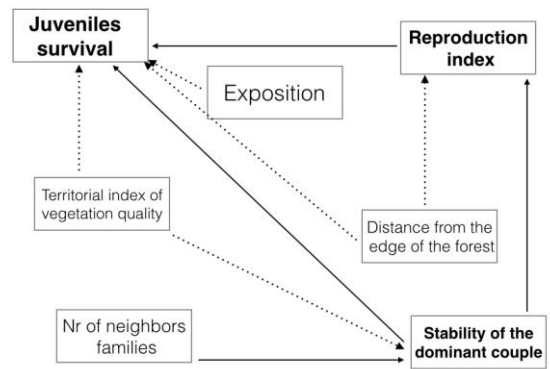 Juveniles
survival
Reproduction
index
Exposition
Territorial index of
vegetation quality
Distance from the
edge of the forest
Nr of neighbors
families
Stability of the
dominant couple